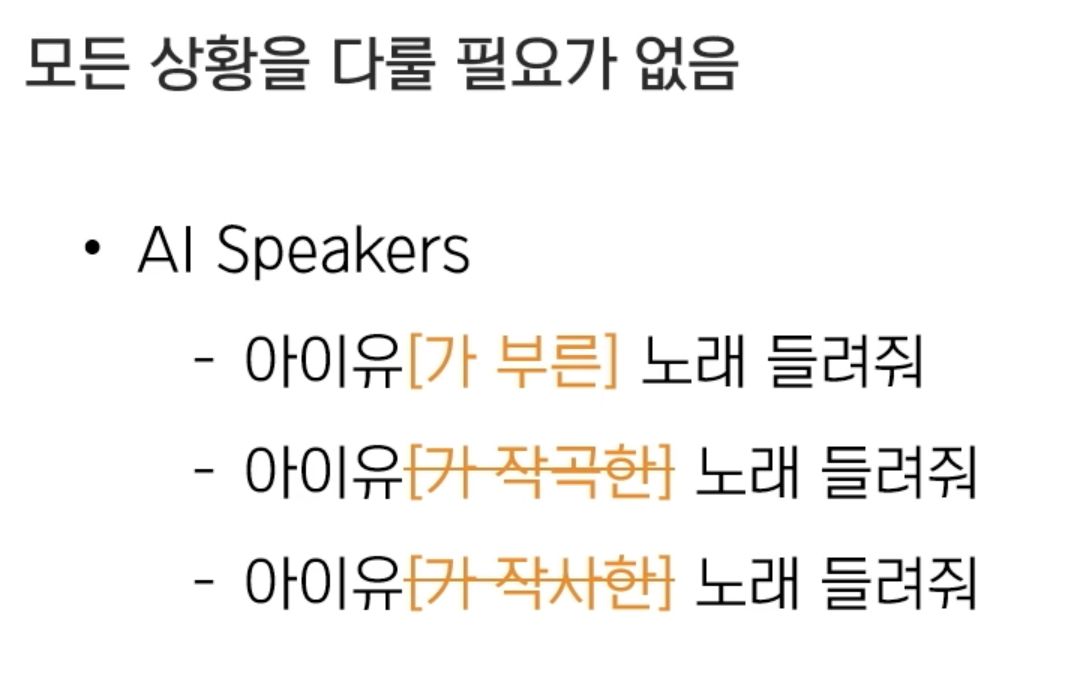 모든 상황을 다룰 필요가 없음
• AI Speakers
- 아이유[가 부른] 노래 들려줘
- 아이유[가 작곡한] 노래 들려줘
- 아이유[가 작사한] 노래 들려줘